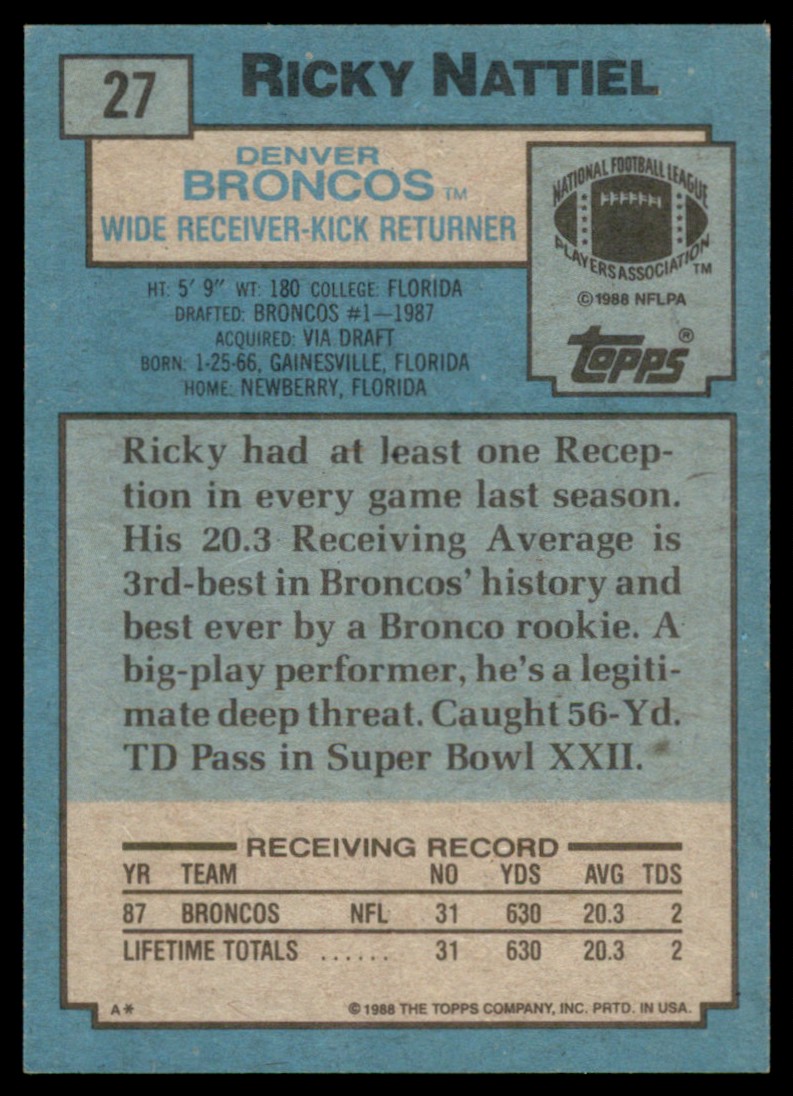 27
RICKY NATTIEL
DENVER
BRONCOS TM
WIDE RECEIVER-KICK RETURNER
NATIONAL FOOTBALL LEAGUE
PLAYERS ASSOCIATION TM
©1988 NFLPA
topps®
HT: 5' 9" WT: 180 COLLEGE: FLORIDA
DRAFTED: BRONCOS #1—1987
ACQUIRED: VIA DRAFT
BORN: 1-25-66, GAINESVILLE, FLORIDA
HOME: NEWBERRY, FLORIDA
Ricky had at least one Recep-
tion in every game last season.
His 20.3 Receiving Average is
3rd-best in Broncos' history and
best ever by a Bronco rookie. A
big-play performer, he's a legiti-
mate deep threat. Caught 56-Yd.
TD Pass in Super Bowl XXII.
RECEIVING RECORD
YR TEAM NO YDS AVG TDS
87 BRONCOS NFL 31 630 20.3 2
LIFETIME TOTALS ...... 31 630 20.3 2
A* © 1988 THE TOPPS COMPANY, INC. PRTD. IN USA.